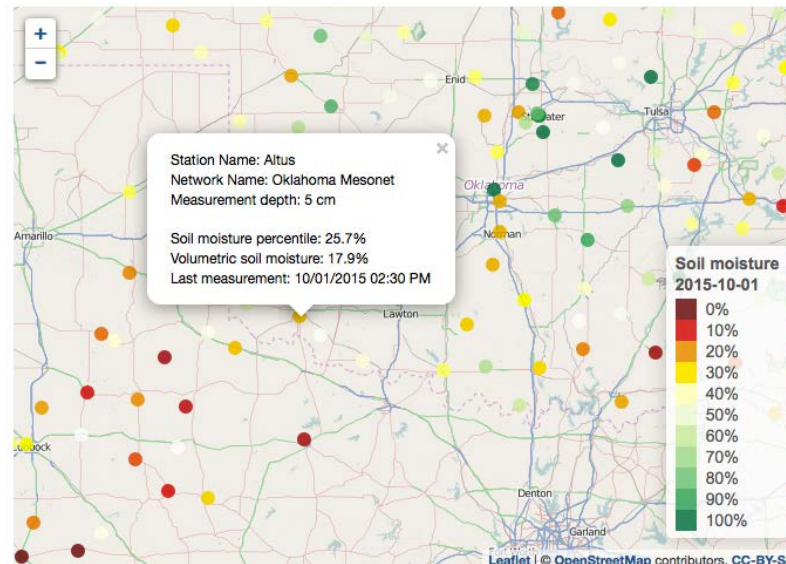 +
−
Enid
Stillwater
Tulsa
Station Name: Altus
Network Name: Oklahoma Mesonet
Measurement depth: 5 cm
Soil moisture percentile: 25.7%
Volumetric soil moisture: 17.9%
Last measurement: 10/01/2015 02:30 PM
×
Oklahoma
Amarillo
Norman
Lawton
Soil moisture
2015-10-01
0%
10%
20%
30%
40%
50%
60%
70%
80%
90%
100%
Lubbock
Denton
Garland
Leaflet | © OpenStreetMap contributors, CC-BY-S